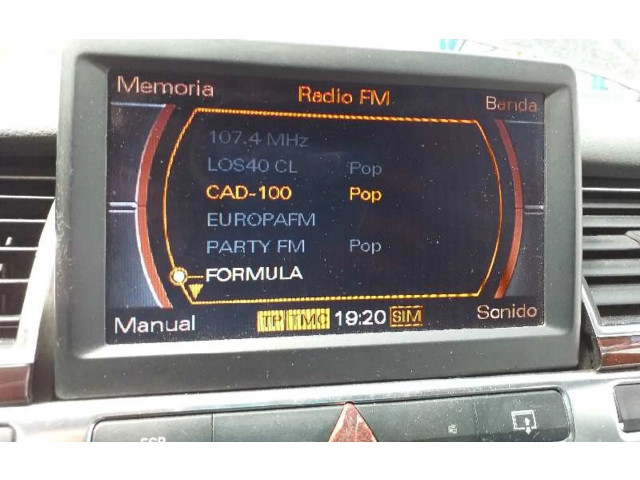 Memoria
Radio FM
Banda
107.4 MHz
LOS40 CL Pop
CAD-100 Pop
EUROPAFM
PARTY FM Pop
FORMULA
Manual
TP TMC 19:20 SIM
Sonido